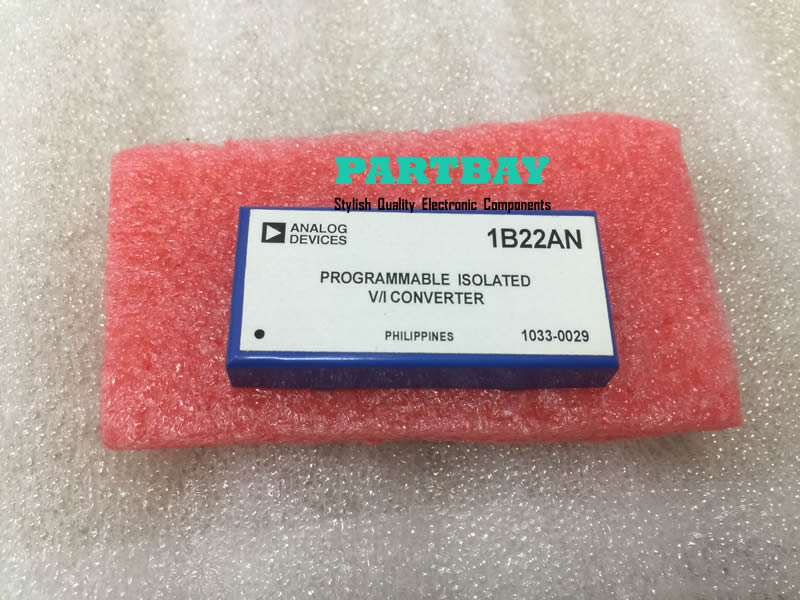 PARTBAY
Stylish Quality Electronic Components
ANALOG
DEVICES
1B22AN
PROGRAMMABLE ISOLATED
V/I CONVERTER
PHILIPPINES 1033-0029